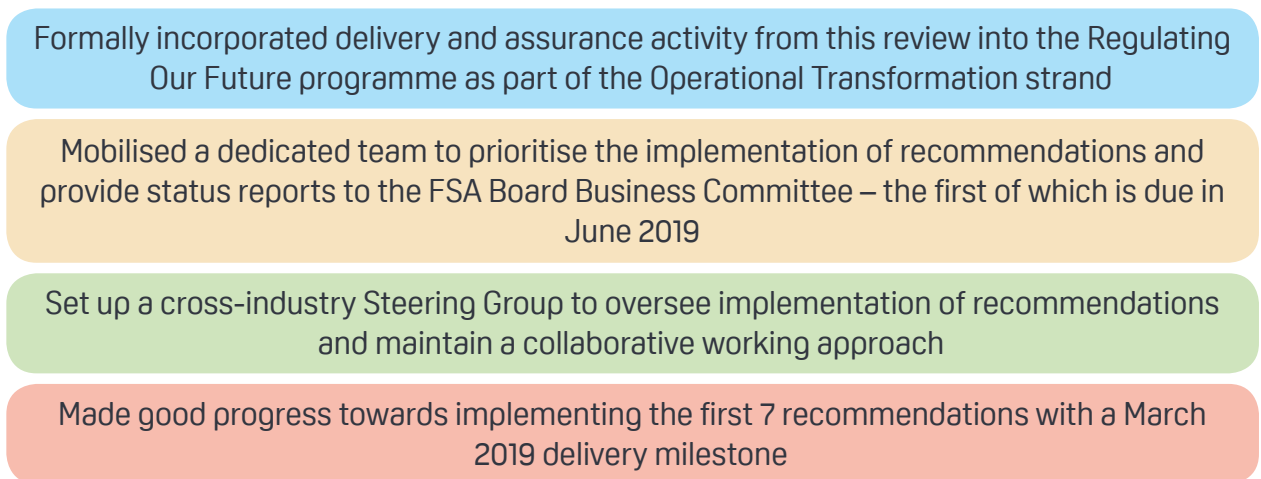 Formally incorporated delivery and assurance activity from this review into the Regulating
Our Future programme as part of the Operational Transformation strand
Mobilised a dedicated team to prioritise the implementation of recommendations and
provide status reports to the FSA Board Business Committee – the first of which is due in
June 2019
Set up a cross-industry Steering Group to oversee implementation of recommendations
and maintain a collaborative working approach
Made good progress towards implementing the first 7 recommendations with a March
2019 delivery milestone